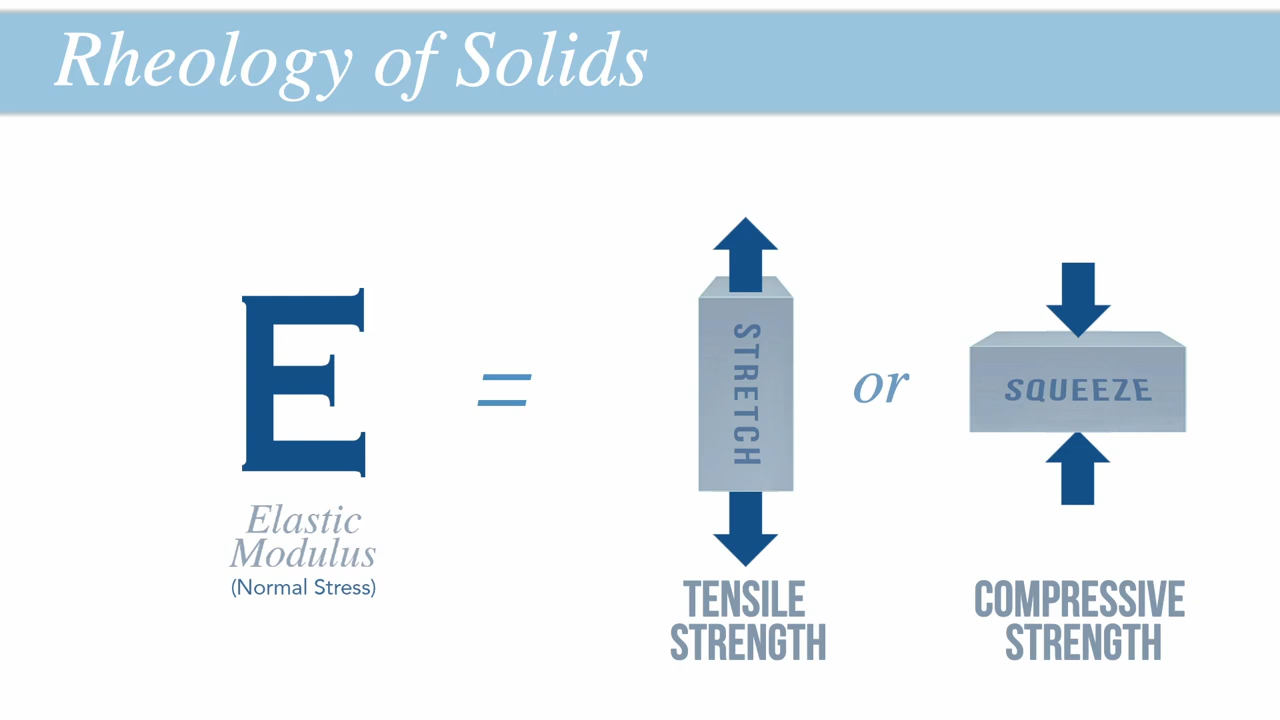 Rheology of Solids
E
=
STRETCH
or
SQUEEZE
Elastic
Modulus
(Normal Stress)
TENSILE
STRENGTH
COMPRESSIVE
STRENGTH